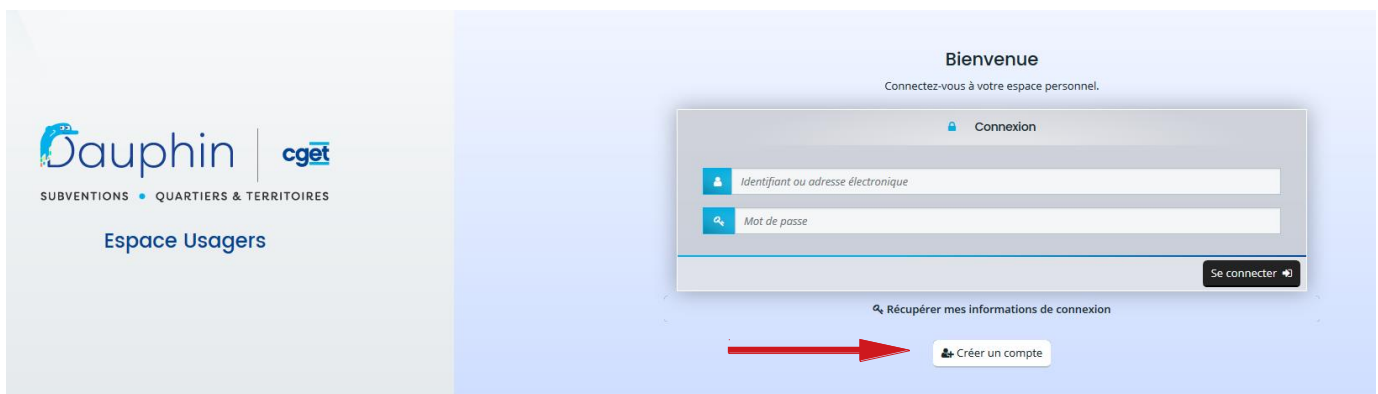 Dauphin
cget
SUBVENTIONS • QUARTIERS & TERRITOIRES
Espace Usagers
Bienvenue
Connectez-vous à votre espace personnel.
Connexion
Identifiant ou adresse électronique
Mot de passe
Se connecter
Récupérer mes informations de connexion
Créer un compte